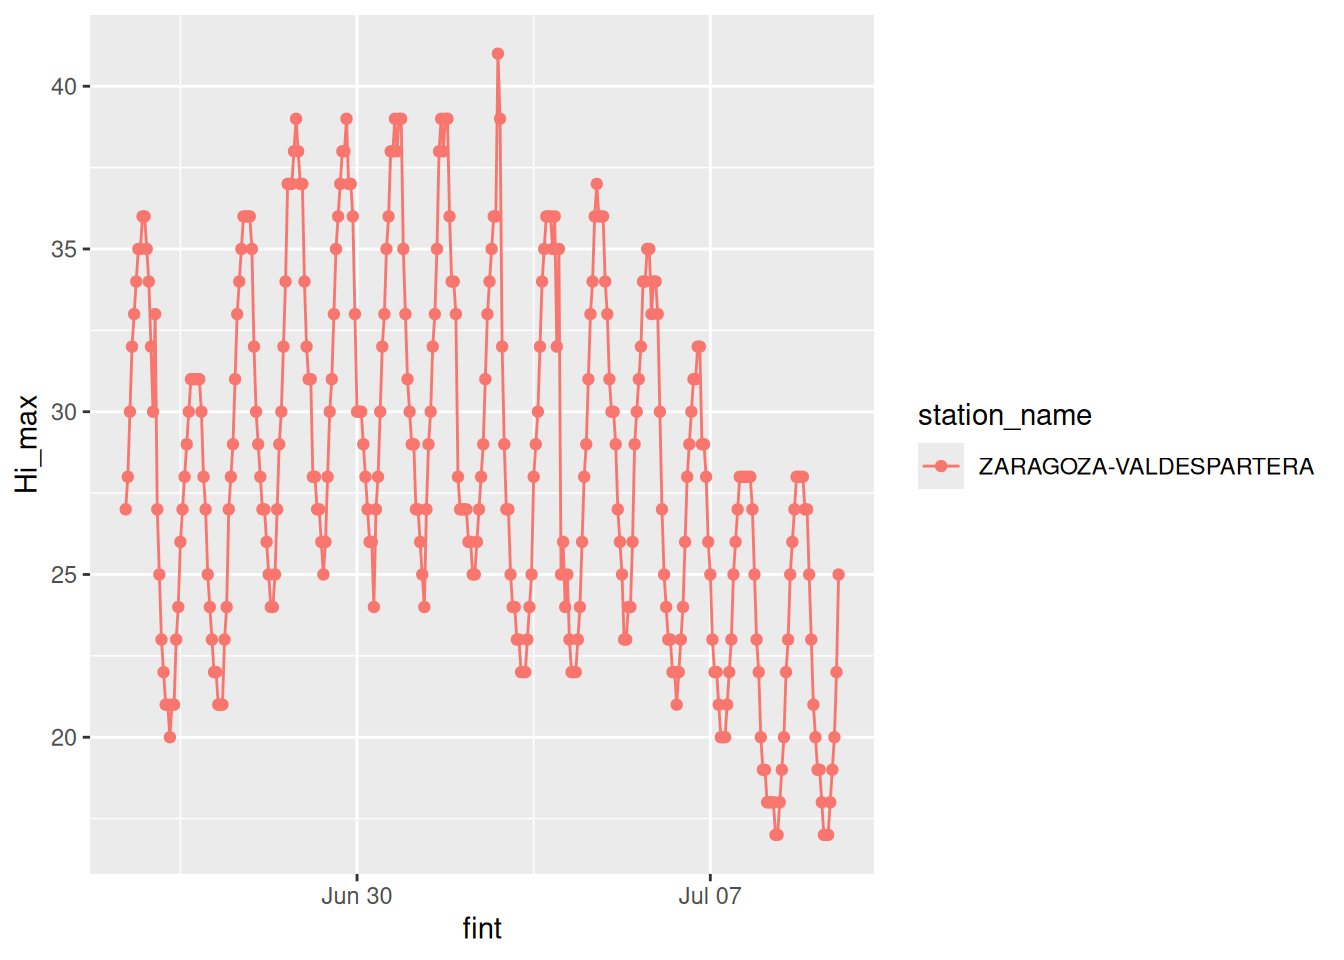 40
35
30
25
20
Hi_max
Jun 30
Jul 07
fint
station_name
ZARAGOZA-VALDESPARTERA